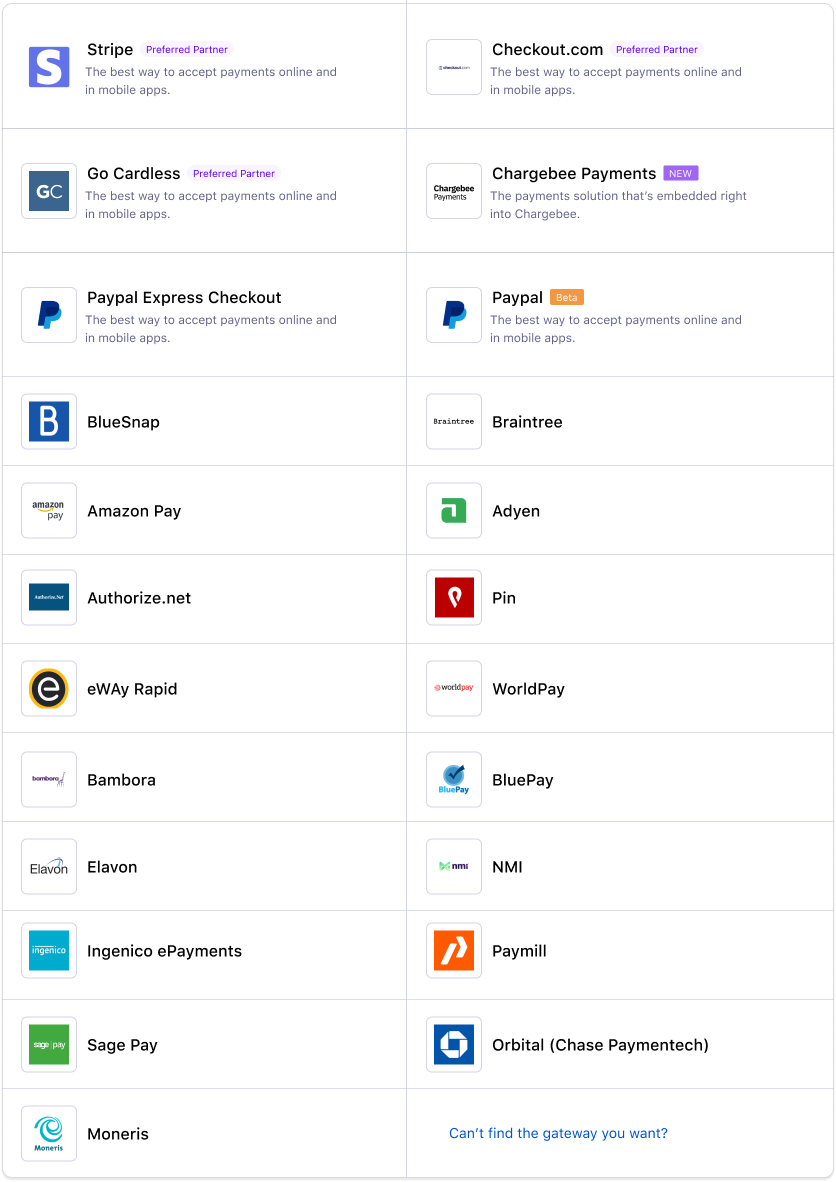 Stripe Preferred Partner
The best way to accept payments online and
in mobile apps.
checkout.com
Checkout.com Preferred Partner
The best way to accept payments online and
in mobile apps.
GC
Go Cardless Preferred Partner
The best way to accept payments online and
in mobile apps.
Chargebee
Payments
Chargebee Payments NEW
The payments solution that’s embedded right
into Chargebee.
Paypal Express Checkout
The best way to accept payments online and
in mobile apps.
Paypal Beta
The best way to accept payments online and
in mobile apps.
B
BlueSnap
Braintree
Braintree
amazon
pay
Amazon Pay
Adyen
Authorize.Net
Authorize.net
Pin
e
eWAy Rapid
worldpay
WorldPay
bambora
Bambora
BluePay
BluePay
Elavon
Elavon
nmi
NMI
ingenico
Ingenico ePayments
Paymill
sage pay
Sage Pay
Orbital (Chase Paymentech)
Moneris
Moneris
Can’t find the gateway you want?